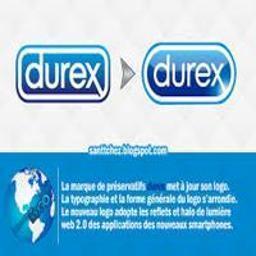 durex durex
santtchez.blogspot.com
La marque de préservatifs durex met à jour son logo.
La typographie et la forme générale du logo s'arrondie.
Le nouveau logo adopte les reflets et halo de lumière
web 2.0 des applications des nouveaux smartphones.